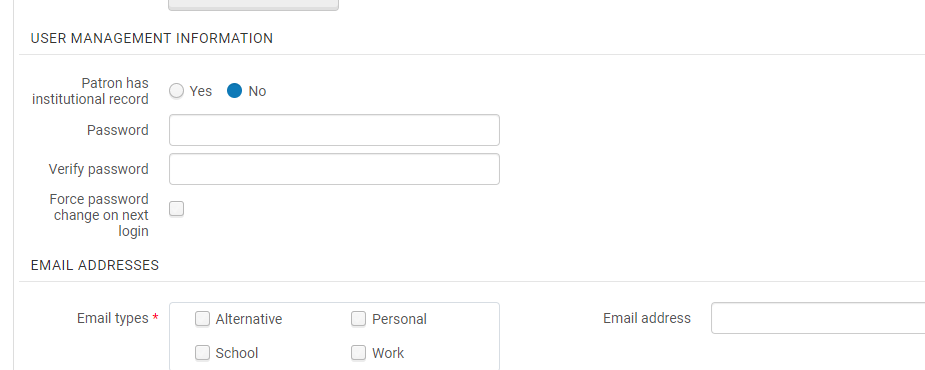 USER MANAGEMENT INFORMATION
Patron has
institutional record
Yes No
Password
Verify password
Force password
change on next
login
EMAIL ADDRESSES
Email types *
Alternative Personal
School Work
Email address